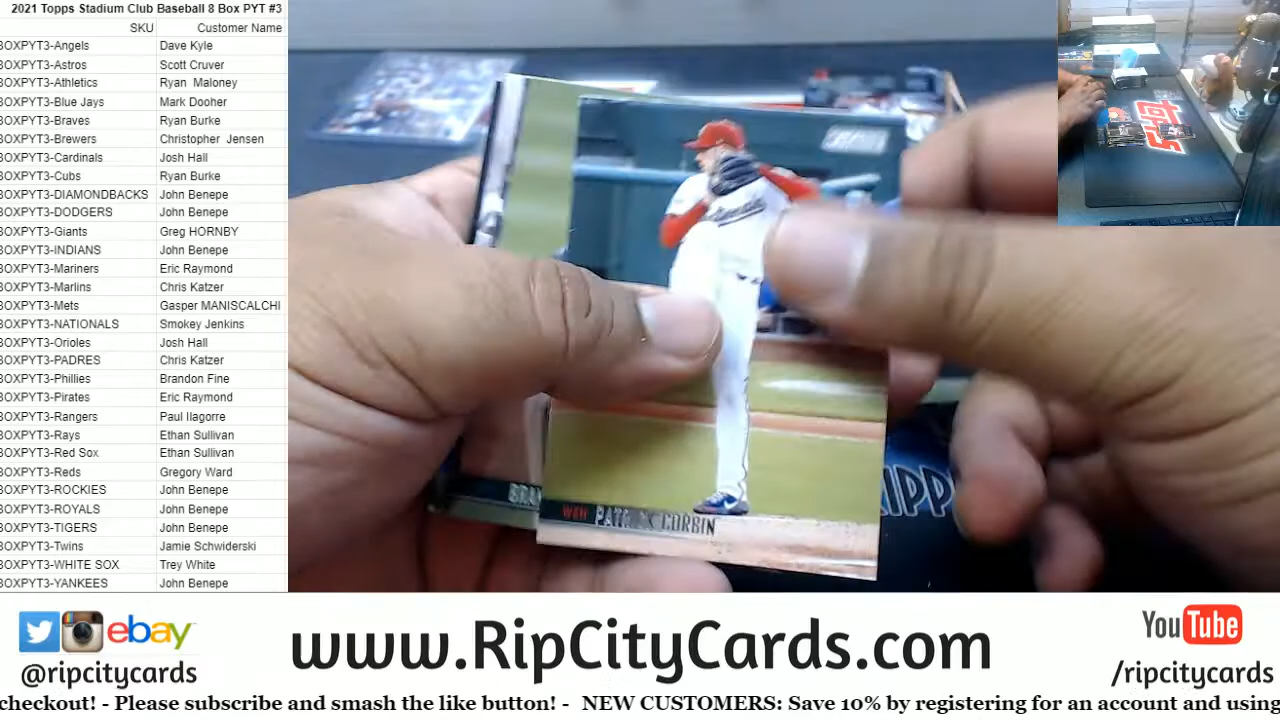 2021 Topps Stadium Club Baseball 8 Box PYT #3
SKU Customer Name
BOXPYT3-Angels Dave Kyle
BOXPYT3-Astros Scott Cruver
BOXPYT3-Athletics Ryan Maloney
BOXPYT3-Blue Jays Mark Dooher
BOXPYT3-Braves Ryan Burke
BOXPYT3-Brewers Christopher Jensen
BOXPYT3-Cardinals Josh Hall
BOXPYT3-Cubs Ryan Burke
BOXPYT3-DIAMONDBACKS John Benepe
BOXPYT3-DODGERS John Benepe
BOXPYT3-Giants Greg HORNBY
BOXPYT3-INDIANS John Benepe
BOXPYT3-Mariners Eric Raymond
BOXPYT3-Marlins Chris Katzer
BOXPYT3-Mets Gasper MANISCALCHI
BOXPYT3-NATIONALS Smokey Jenkins
BOXPYT3-Orioles Josh Hall
BOXPYT3-PADRES Chris Katzer
BOXPYT3-Phillies Brandon Fine
BOXPYT3-Pirates Eric Raymond
BOXPYT3-Rangers Paul Ilagorre
BOXPYT3-Rays Ethan Sullivan
BOXPYT3-Red Sox Ethan Sullivan
BOXPYT3-Reds Gregory Ward
BOXPYT3-ROCKIES John Benepe
BOXPYT3-ROYALS John Benepe
BOXPYT3-TIGERS John Benepe
BOXPYT3-Twins Jamie Schwiderski
BOXPYT3-WHITE SOX Trey White
BOXPYT3-YANKEES John Benepe
WSH PATRICK CORBIN
ebay
@ripcitycards
www.RipCityCards.com
YouTube
/ripcitycards
checkout! - Please subscribe and smash the like button! - NEW CUSTOMERS: Save 10% by registering for an account and using